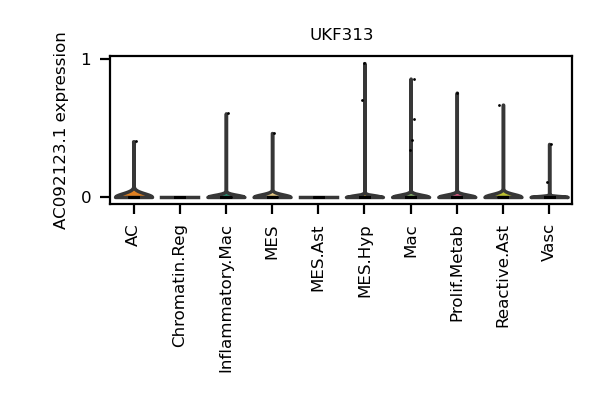 UKF313
AC092123.1 expression
1
0
AC
Chromatin.Reg
Inflammatory.Mac
MES
MES.Ast
MES.Hyp
Mac
Prolif.Metab
Reactive.Ast
Vasc